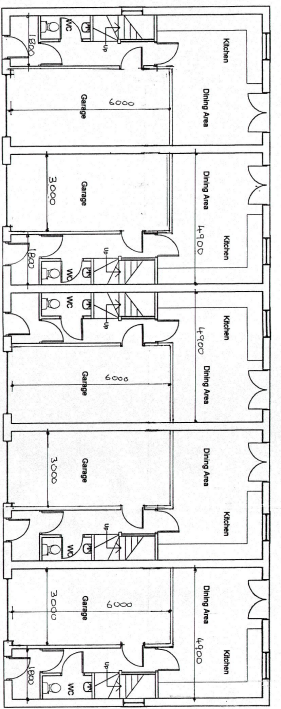 Kitchen
Dining Area
Up
WC
1800
6000
Garage
Dining Area
Kitchen
4900
Garage
3000
Up
WC
1800
Kitchen
Dining Area
4900
Up
WC
6000
Garage
Dining Area
Kitchen
Garage
3000
Up
WC
Dining Area
Kitchen
4900
Garage
6000
3000
Up
WC
1800